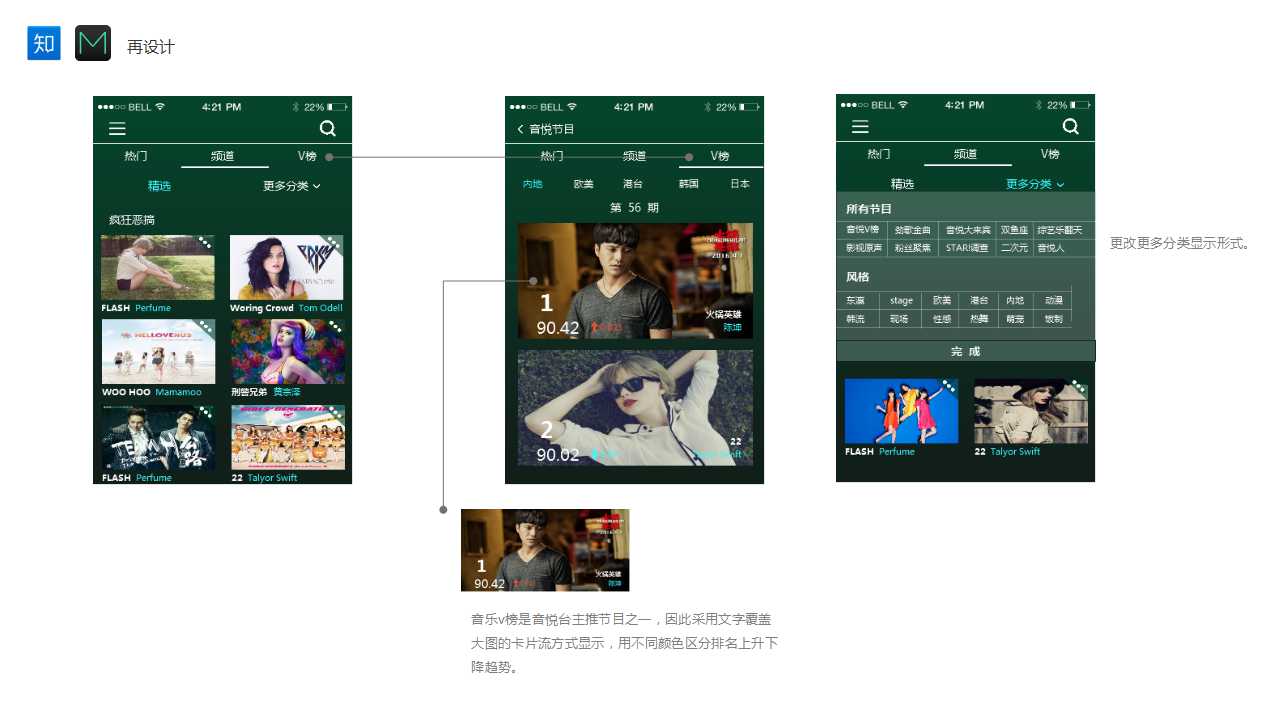 知 M 再设计
BELL 4:21 PM 22%
热门 频道 V榜
精选 更多分类
疯狂恶搞
FLASH Perfume
Woring Crowd Tom Odell
HELLOVENUS
WOO HOO Mamamoo
刑警兄弟 黄宗泽
GIRLS' GENERATION
FLASH Perfume
22 Talyor Swift
BELL 4:21 PM 22%
音悦节目
热门 频道 V榜
内地 欧美 港台 韩国 日本
第 56 期
2016.4.1
1
90.42
火锅英雄
陈坤
2
90.02
22
BELL 4:21 PM 22%
热门 频道 V榜
精选 更多分类
所有节目
音悦V榜 劲歌金曲 音悦大来宾 双鱼座 综艺乐翻天
影视原声 粉丝聚焦 STAR!调查 二次元 音悦人
风格
东瀛 stage 欧美 港台 内地 动漫
韩流 现场 性感 热舞 萌宠 饭制
完 成
FLASH Perfume
22 Talyor Swift
更改更多分类显示形式。
1
90.42
火锅英雄
陈坤
音乐v榜是音悦台主推节目之一，因此采用文字覆盖
大图的卡片流方式显示，用不同颜色区分排名上升下
降趋势。